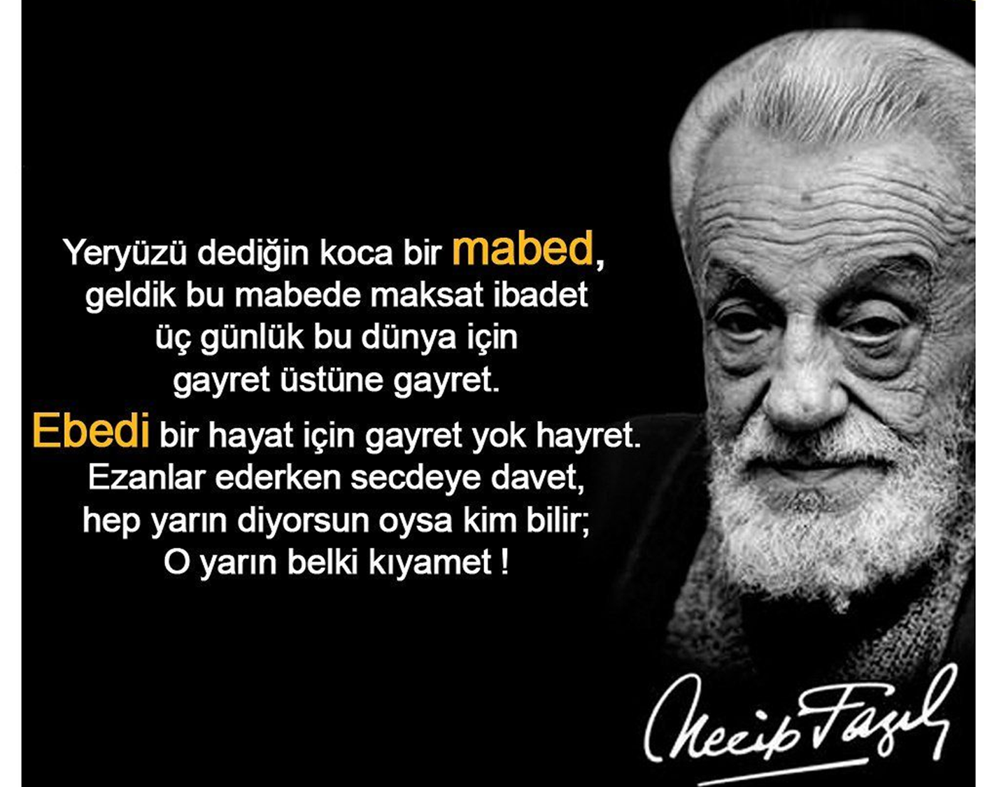 Yeryüzü dediğin koca bir mabed,
geldik bu mabede maksat ibadet
üç günlük bu dünya için
gayret üstüne gayret.
Ebedi bir hayat için gayret yok hayret.
Ezanlar ederken secdeye davet,
hep yarın diyorsun oysa kim bilir;
O yarın belki kıyamet !
Necip Fazıl